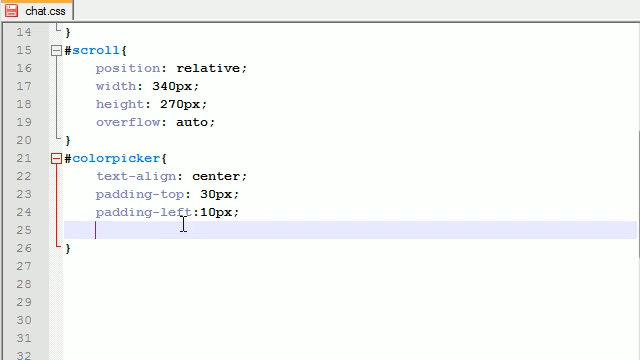 chat.css
14 }
15 #scroll{
16 position: relative;
17 width: 340px;
18 height: 270px;
19 overflow: auto;
20 }
21 #colorpicker{
22 text-align: center;
23 padding-top: 30px;
24 padding-left:10px;
25
26 }
27
28
29
30
31
32